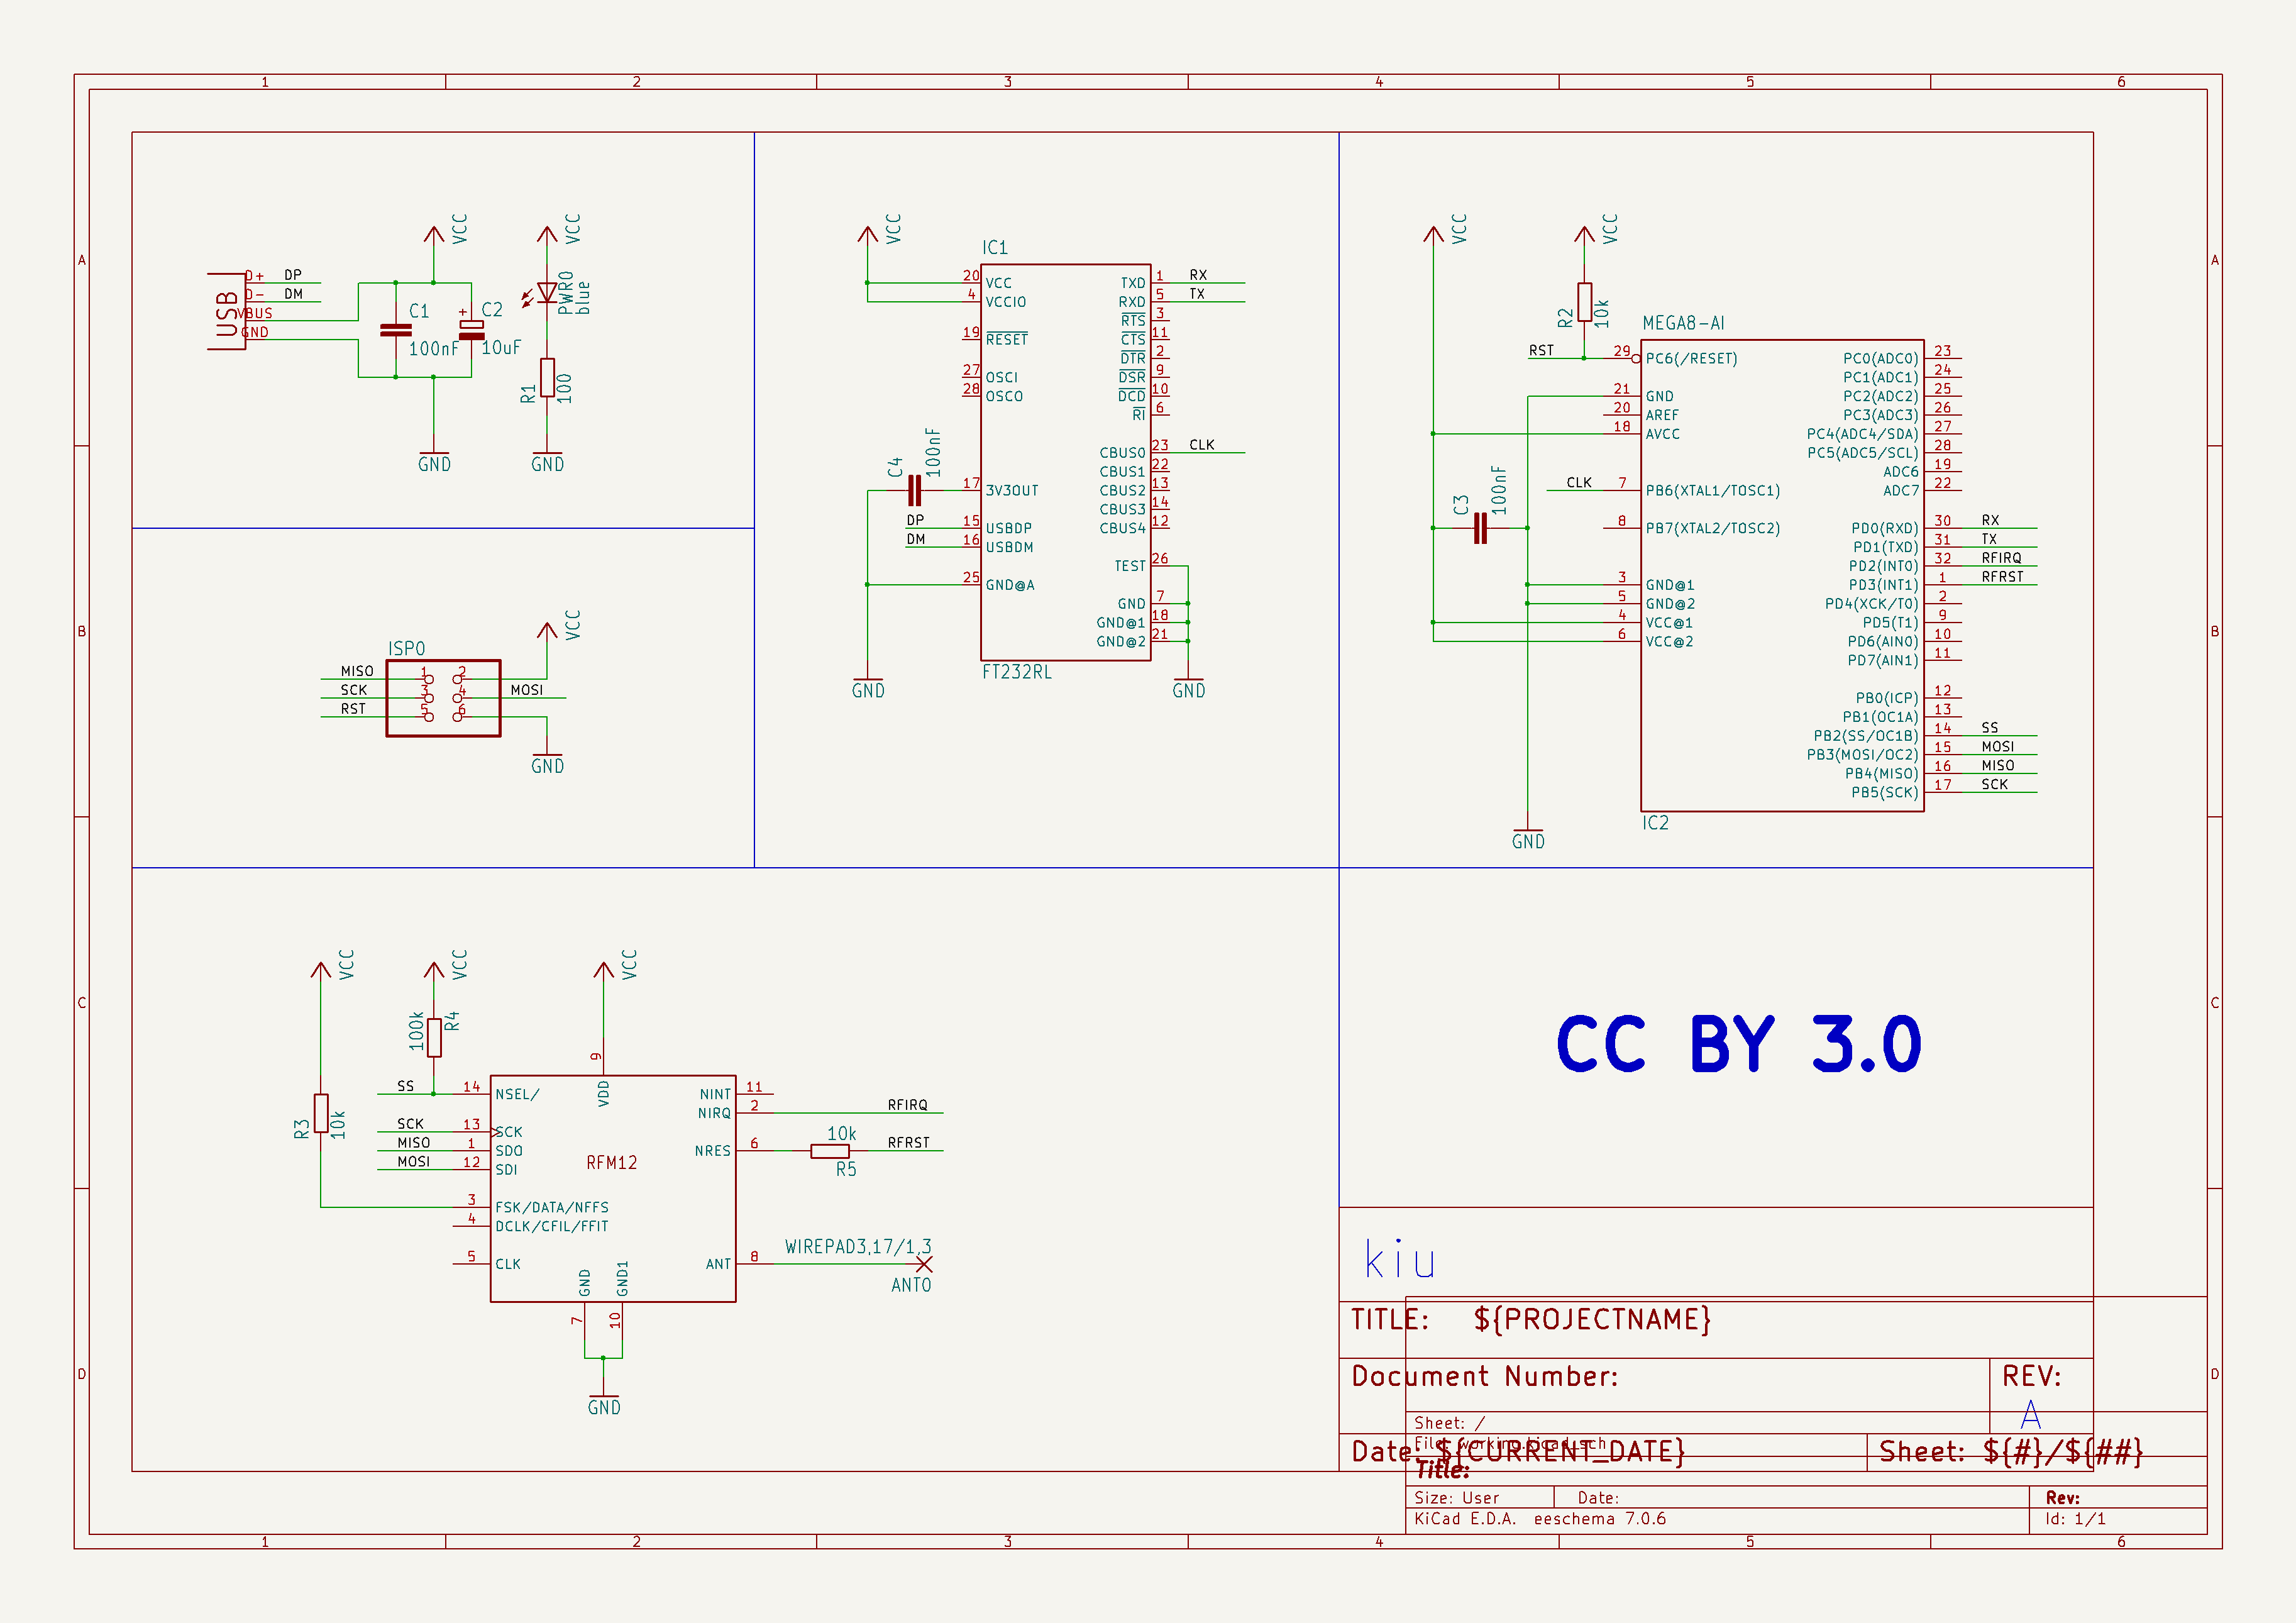 1 2 3 4 5 6
A
B
C
D
USB
D+ DP
D- DM
VBUS
GND
VCC
C1
100nF
C2
+
10uF
GND
VCC
PWR0
blue
R1
100
GND
ISP0
MISO 1 2 VCC
SCK 3 4 MOSI
RST 5 6
GND
VCC
IC1
20 VCC
4 VCCIO
19 RESET
27 OSCI
28 OSCO
C4
100nF
17 3V3OUT
DP 15 USBDP
DM 16 USBDM
25 GND@A
GND
TXD 1 RX
RXD 5 TX
RTS 3
CTS 11
DTR 2
DSR 9
DCD 10
RI 6
CBUS0 23 CLK
CBUS1 22
CBUS2 13
CBUS3 14
CBUS4 12
TEST 26
GND 7
GND@1 18
GND@2 21
FT232RL
GND
VCC
VCC
R2
10k
MEGA8-AI
RST 29 PC6(/RESET)
21 GND
20 AREF
18 AVCC
CLK 7 PB6(XTAL1/TOSC1)
C3
100nF
8 PB7(XTAL2/TOSC2)
3 GND@1
5 GND@2
4 VCC@1
6 VCC@2
PC0(ADC0) 23
PC1(ADC1) 24
PC2(ADC2) 25
PC3(ADC3) 26
PC4(ADC4/SDA) 27
PC5(ADC5/SCL) 28
ADC6 19
ADC7 22
PD0(RXD) 30 RX
PD1(TXD) 31 TX
PD2(INT0) 32 RFIRQ
PD3(INT1) 1 RFRST
PD4(XCK/T0) 2
PD5(T1) 9
PD6(AIN0) 10
PD7(AIN1) 11
PB0(ICP) 12
PB1(OC1A) 13
PB2(SS/OC1B) 14 SS
PB3(MOSI/OC2) 15 MOSI
PB4(MISO) 16 MISO
PB5(SCK) 17 SCK
IC2
GND
VCC
VCC
VCC
100k
R4
R3
10k
SS 14 NSEL/
SCK 13 SCK
MISO 1 SDO
MOSI 12 SDI
3 FSK/DATA/NFFS
4 DCLK/CFIL/FFIT
5 CLK
9 VDD
RFM12
NINT 11
NIRQ 2 RFIRQ
NRES 6 10k R5 RFRST
ANT 8 WIREPAD3,17/1,3
ANT0
GND 7
GND1 10
GND
CC BY 3.0
kiu
TITLE: ${PROJECTNAME}
Document Number:
REV:
A
Sheet: /
File: working.kicad_sch
Date: ${CURRENT_DATE}
Sheet: ${#}/${##}
Title:
Size: User Date: Rev:
KiCad E.D.A. eeschema 7.0.6 Id: 1/1
1 2 3 4 5 6
A
B
C
D